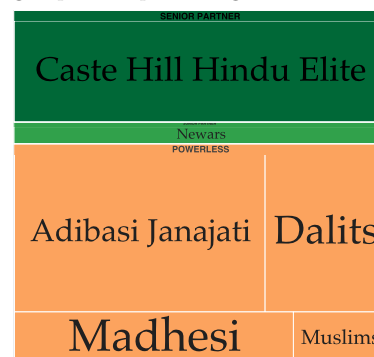 SENIOR PARTNER
Caste Hill Hindu Elite
Newars
POWERLESS
Adibasi Janajati
Dalits
Madhesi
Muslims